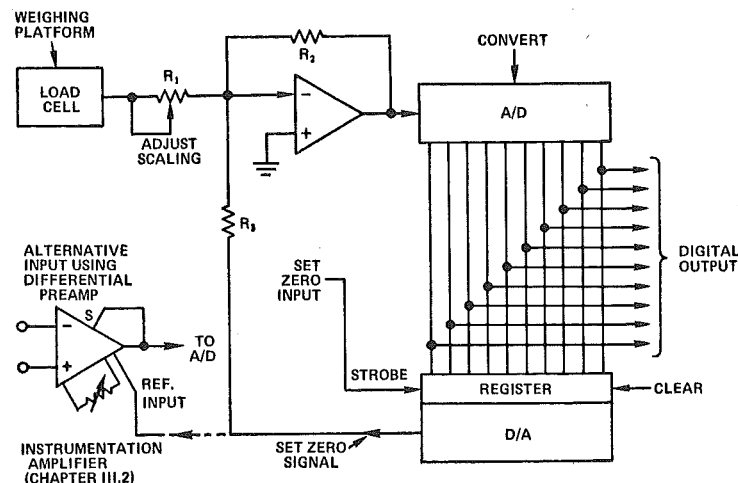 WEIGHING
PLATFORM
LOAD
CELL
R₁
ADJUST
SCALING
R₂
−
+
CONVERT
A/D
R₃
DIGITAL
OUTPUT
ALTERNATIVE
INPUT USING
DIFFERENTIAL
PREAMP
S
−
+
TO
A/D
REF.
INPUT
INSTRUMENTATION
AMPLIFIER
(CHAPTER III.2)
SET
ZERO
INPUT
STROBE
REGISTER
CLEAR
D/A
SET ZERO
SIGNAL